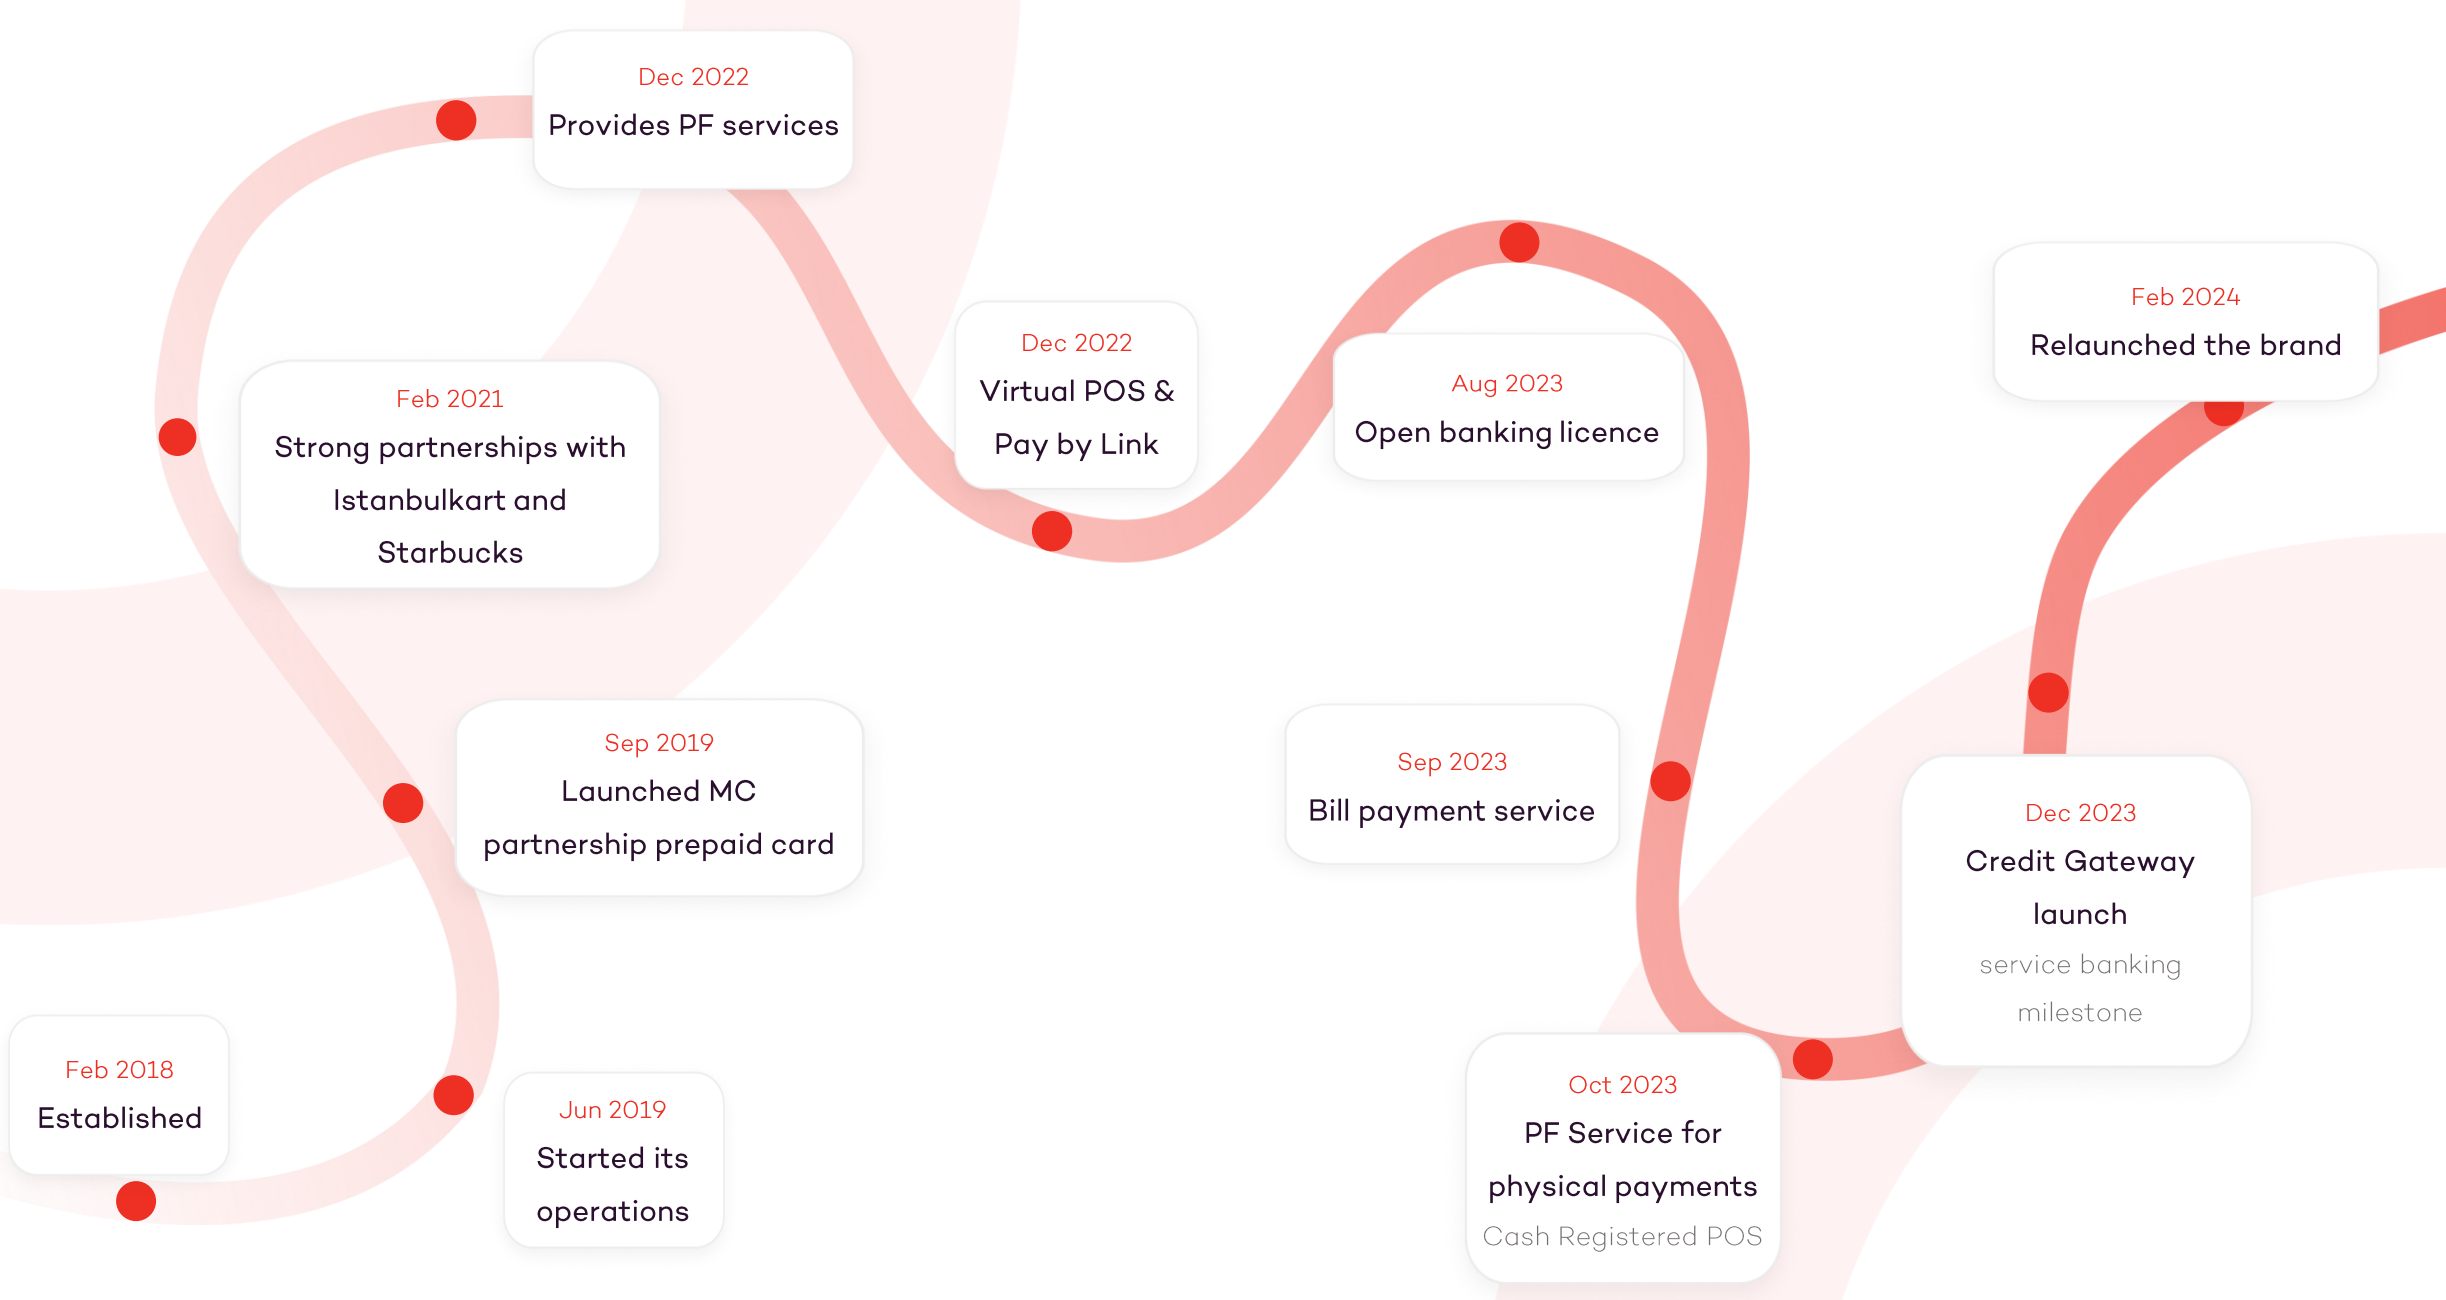 Feb 2018
Established
Jun 2019
Started its
operations
Sep 2019
Launched MC
partnership prepaid card
Feb 2021
Strong partnerships with
Istanbulkart and
Starbucks
Dec 2022
Provides PF services
Dec 2022
Virtual POS &
Pay by Link
Aug 2023
Open banking licence
Sep 2023
Bill payment service
Oct 2023
PF Service for
physical payments
Cash Registered POS
Dec 2023
Credit Gateway
launch
service banking
milestone
Feb 2024
Relaunched the brand